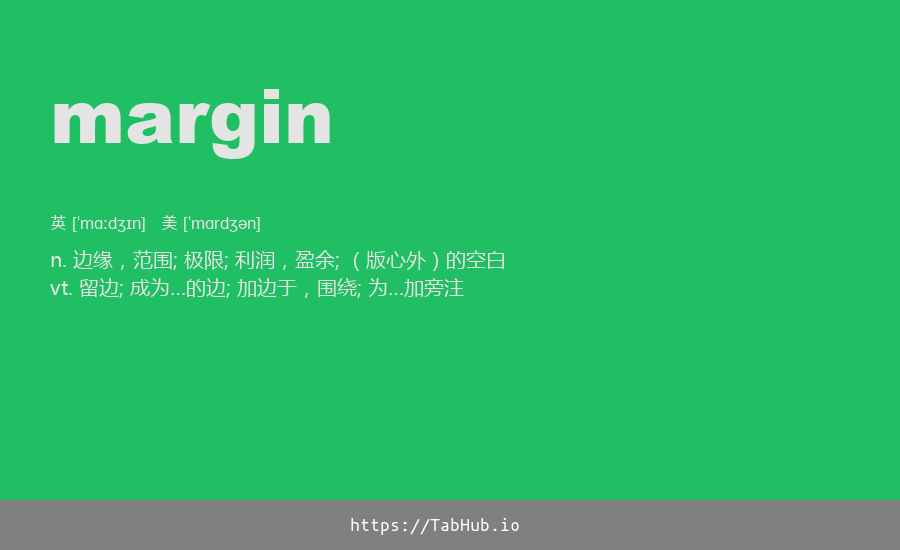 margin
英 [ˈmɑːdʒɪn] 美 [ˈmɑrdʒən]
n. 边缘，范围; 极限; 利润，盈余; （版心外）的空白
vt. 留边; 成为…的边; 加边于，围绕; 为…加旁注
https://TabHub.io